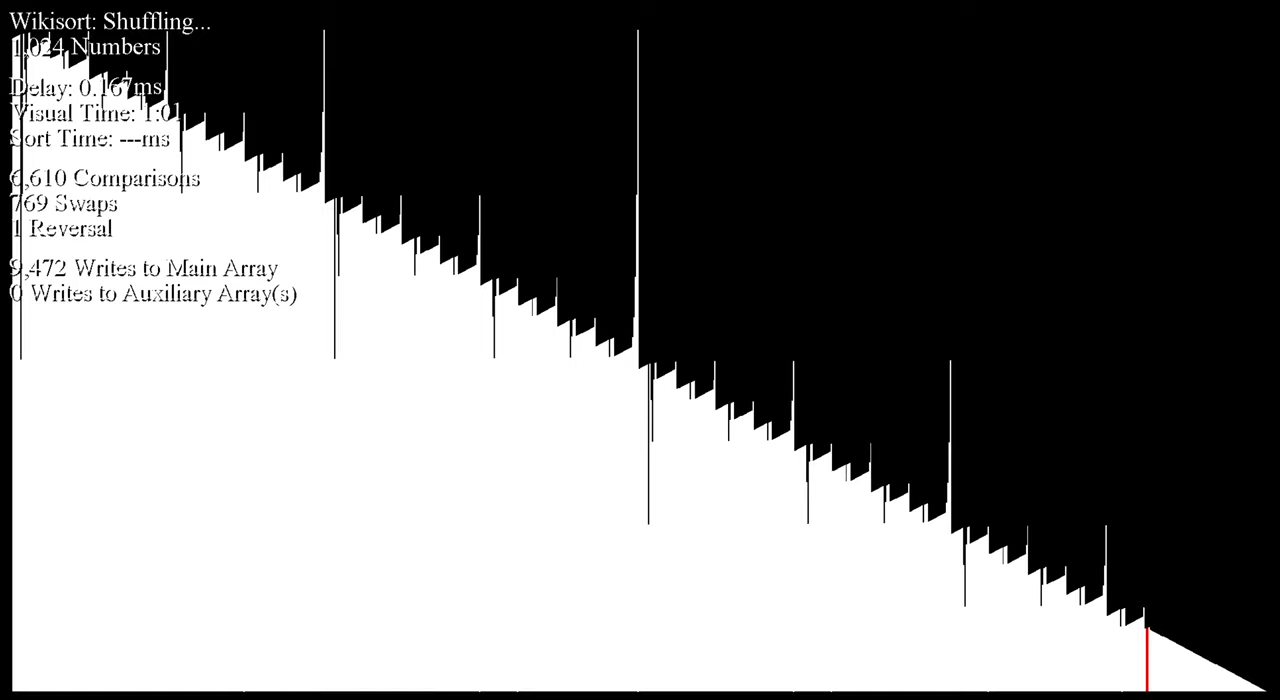 Wikisort: Shuffling...
1,024 Numbers
Delay: 0.167ms
Visual Time: 1:01
Sort Time: ---ms
6,610 Comparisons
769 Swaps
1 Reversal
9,472 Writes to Main Array
0 Writes to Auxiliary Array(s)